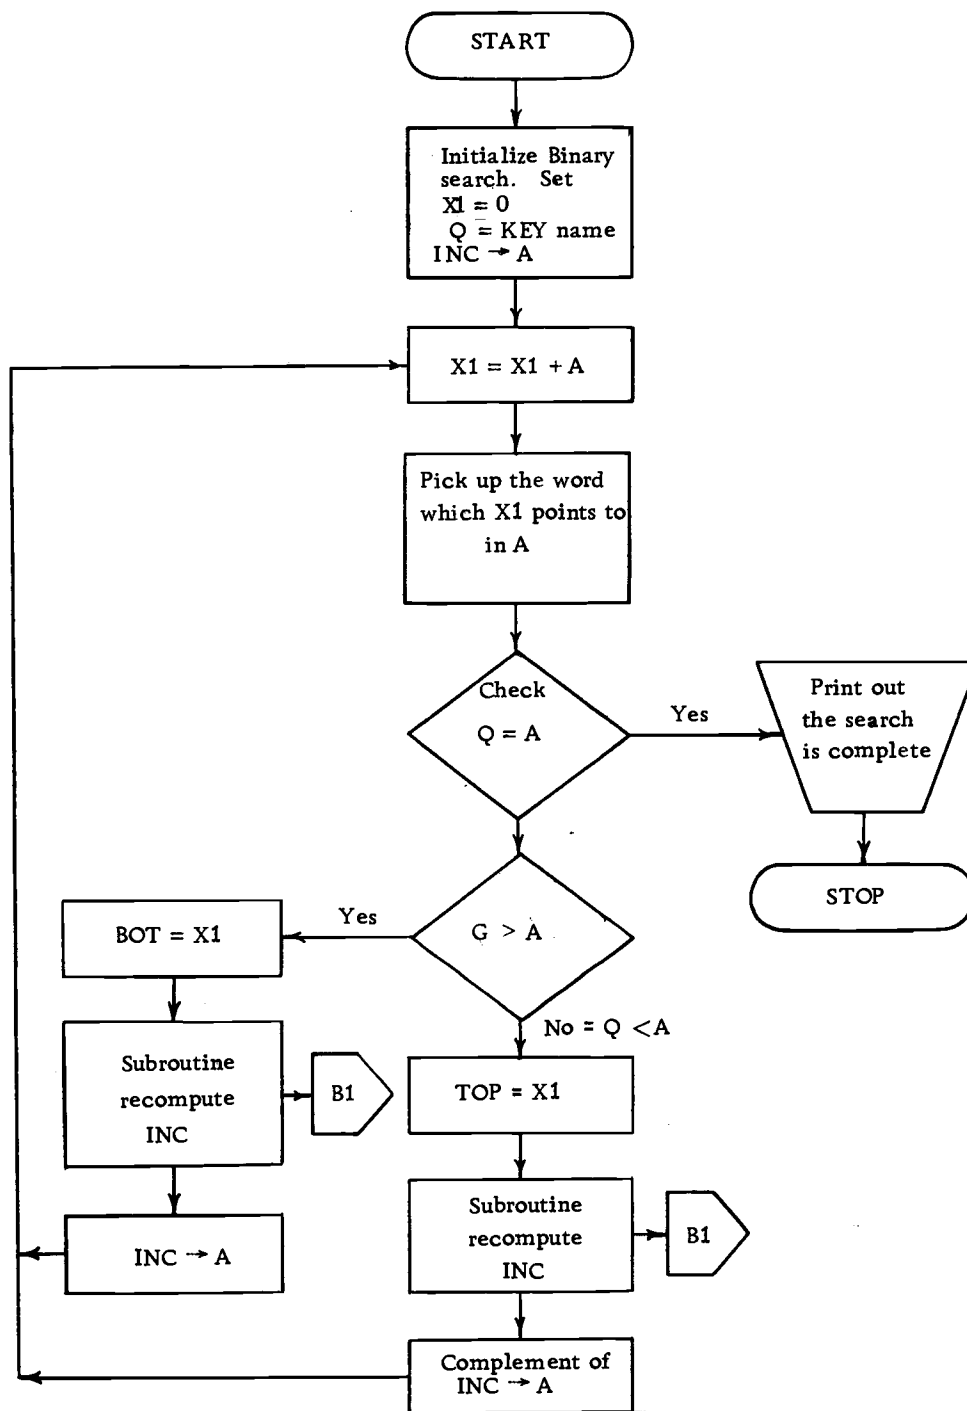 START
Initialize Binary
search. Set
X1 = 0
Q = KEY name
INC → A
X1 = X1 + A
Pick up the word
which X1 points to
in A
Check
Q = A
Yes
Print out
the search
is complete
STOP
G > A
Yes
BOT = X1
No = Q < A
Subroutine
recompute
INC
B1
TOP = X1
Subroutine
recompute
INC
B1
INC → A
Complement of
INC → A